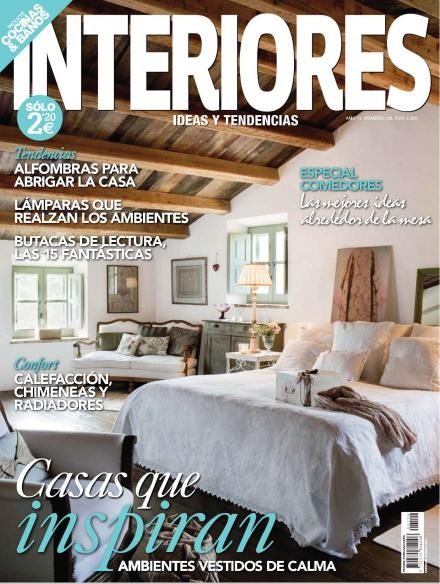 INCLUYE
COCINAS
& BAÑOS
INTERIORES
IDEAS Y TENDENCIAS
SÓLO
2'20
€
Tendencias
ALFOMBRAS PARA
ABRIGAR LA CASA
LÁMPARAS QUE
REALZAN LOS AMBIENTES
BUTACAS DE LECTURA,
LAS 15 FANTÁSTICAS
ESPECIAL
COMEDORES
Las mejores ideas
alrededor de la mesa
Confort
CALEFACCIÓN,
CHIMENEAS Y
RADIADORES
Casas que
inspiran
AMBIENTES VESTIDOS DE CALMA